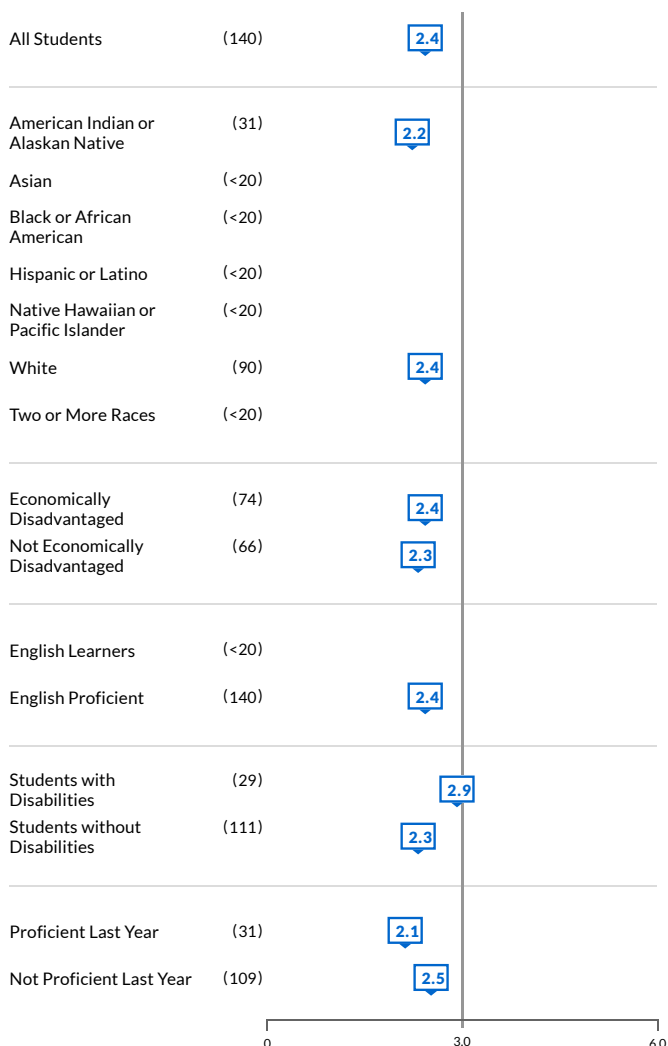 All Students (140) 2.4
American Indian or (31) 2.2
Alaskan Native
Asian (<20)
Black or African (<20)
American
Hispanic or Latino (<20)
Native Hawaiian or (<20)
Pacific Islander
White (90) 2.4
Two or More Races (<20)
Economically (74) 2.4
Disadvantaged
Not Economically (66) 2.3
Disadvantaged
English Learners (<20)
English Proficient (140) 2.4
Students with (29) 2.9
Disabilities
Students without (111) 2.3
Disabilities
Proficient Last Year (31) 2.1
Not Proficient Last Year (109) 2.5
0 3.0 6.0